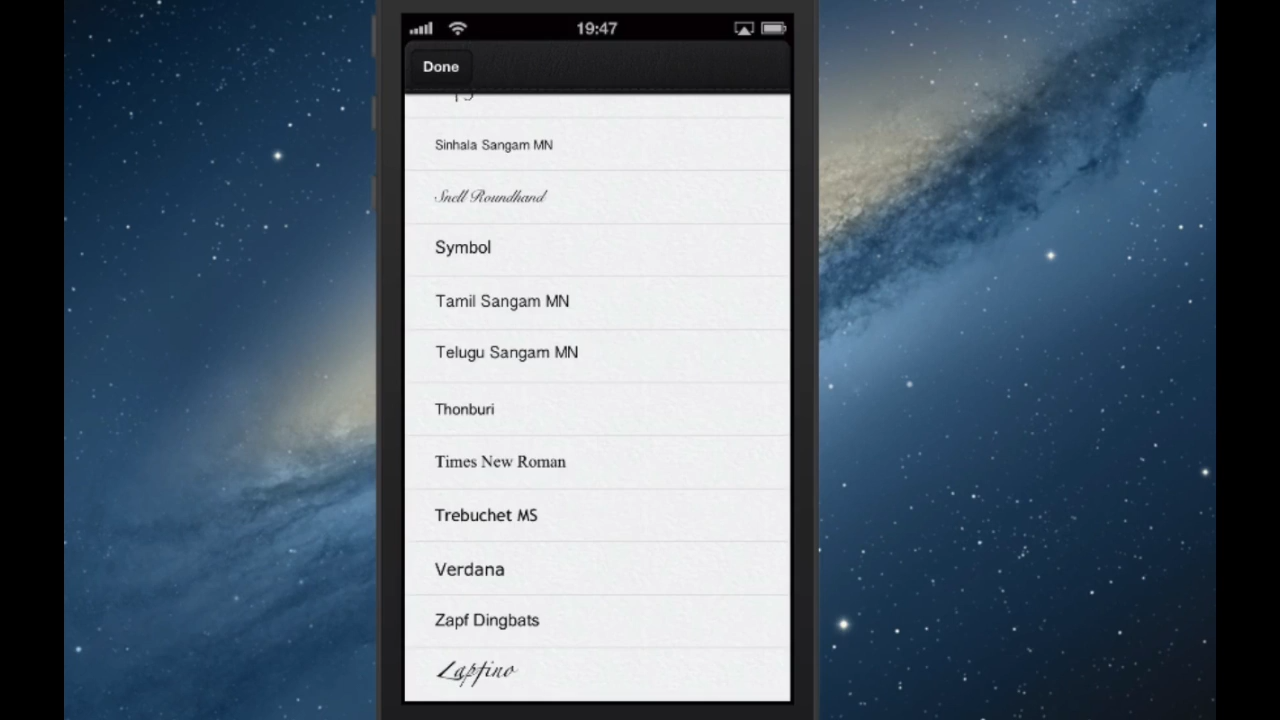 19:47
Done
Sinhala Sangam MN
Snell Roundhand
Symbol
Tamil Sangam MN
Telugu Sangam MN
Thonburi
Times New Roman
Trebuchet MS
Verdana
Zapf Dingbats
Zapfino